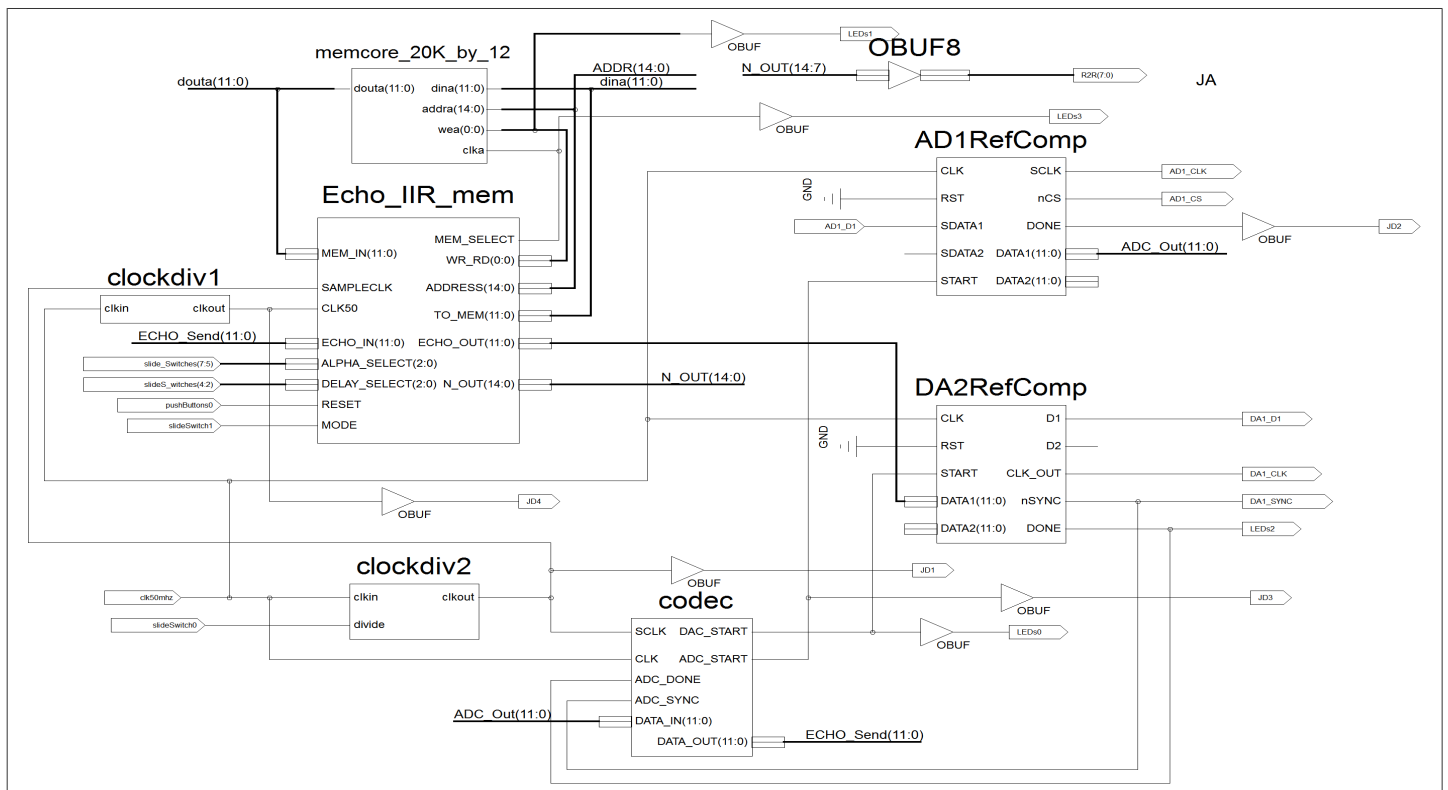 memcore_20K_by_12
douta(11:0)
douta(11:0)
dina(11:0)
addra(14:0)
wea(0:0)
clka
ADDR(14:0)
dina(11:0)
OBUF
LEDs1
OBUF8
N_OUT(14:7)
R2R(7:0)
JA
OBUF
LEDs3
Echo_IIR_mem
MEM_SELECT
MEM_IN(11:0)
WR_RD(0:0)
SAMPLECLK
ADDRESS(14:0)
CLK50
TO_MEM(11:0)
ECHO_IN(11:0)
ECHO_OUT(11:0)
ALPHA_SELECT(2:0)
DELAY_SELECT(2:0)
N_OUT(14:0)
RESET
MODE
clockdiv1
clkin
clkout
ECHO_Send(11:0)
slide_Switches(7:5)
slideS_witches(4:2)
pushButtons0
slideSwitch1
N_OUT(14:0)
AD1RefComp
CLK
SCLK
RST
nCS
SDATA1
DONE
SDATA2
DATA1(11:0)
START
DATA2(11:0)
GND
AD1_D1
AD1_CLK
AD1_CS
OBUF
JD2
ADC_Out(11:0)
DA2RefComp
CLK
D1
RST
D2
START
CLK_OUT
DATA1(11:0)
nSYNC
DATA2(11:0)
DONE
GND
DA1_D1
DA1_CLK
DA1_SYNC
LEDs2
OBUF
JD4
clockdiv2
clkin
clkout
divide
clk50mhz
slideSwitch0
OBUF
JD1
OBUF
JD3
OBUF
LEDs0
codec
SCLK
DAC_START
CLK
ADC_START
ADC_DONE
ADC_SYNC
DATA_IN(11:0)
DATA_OUT(11:0)
ADC_Out(11:0)
ECHO_Send(11:0)